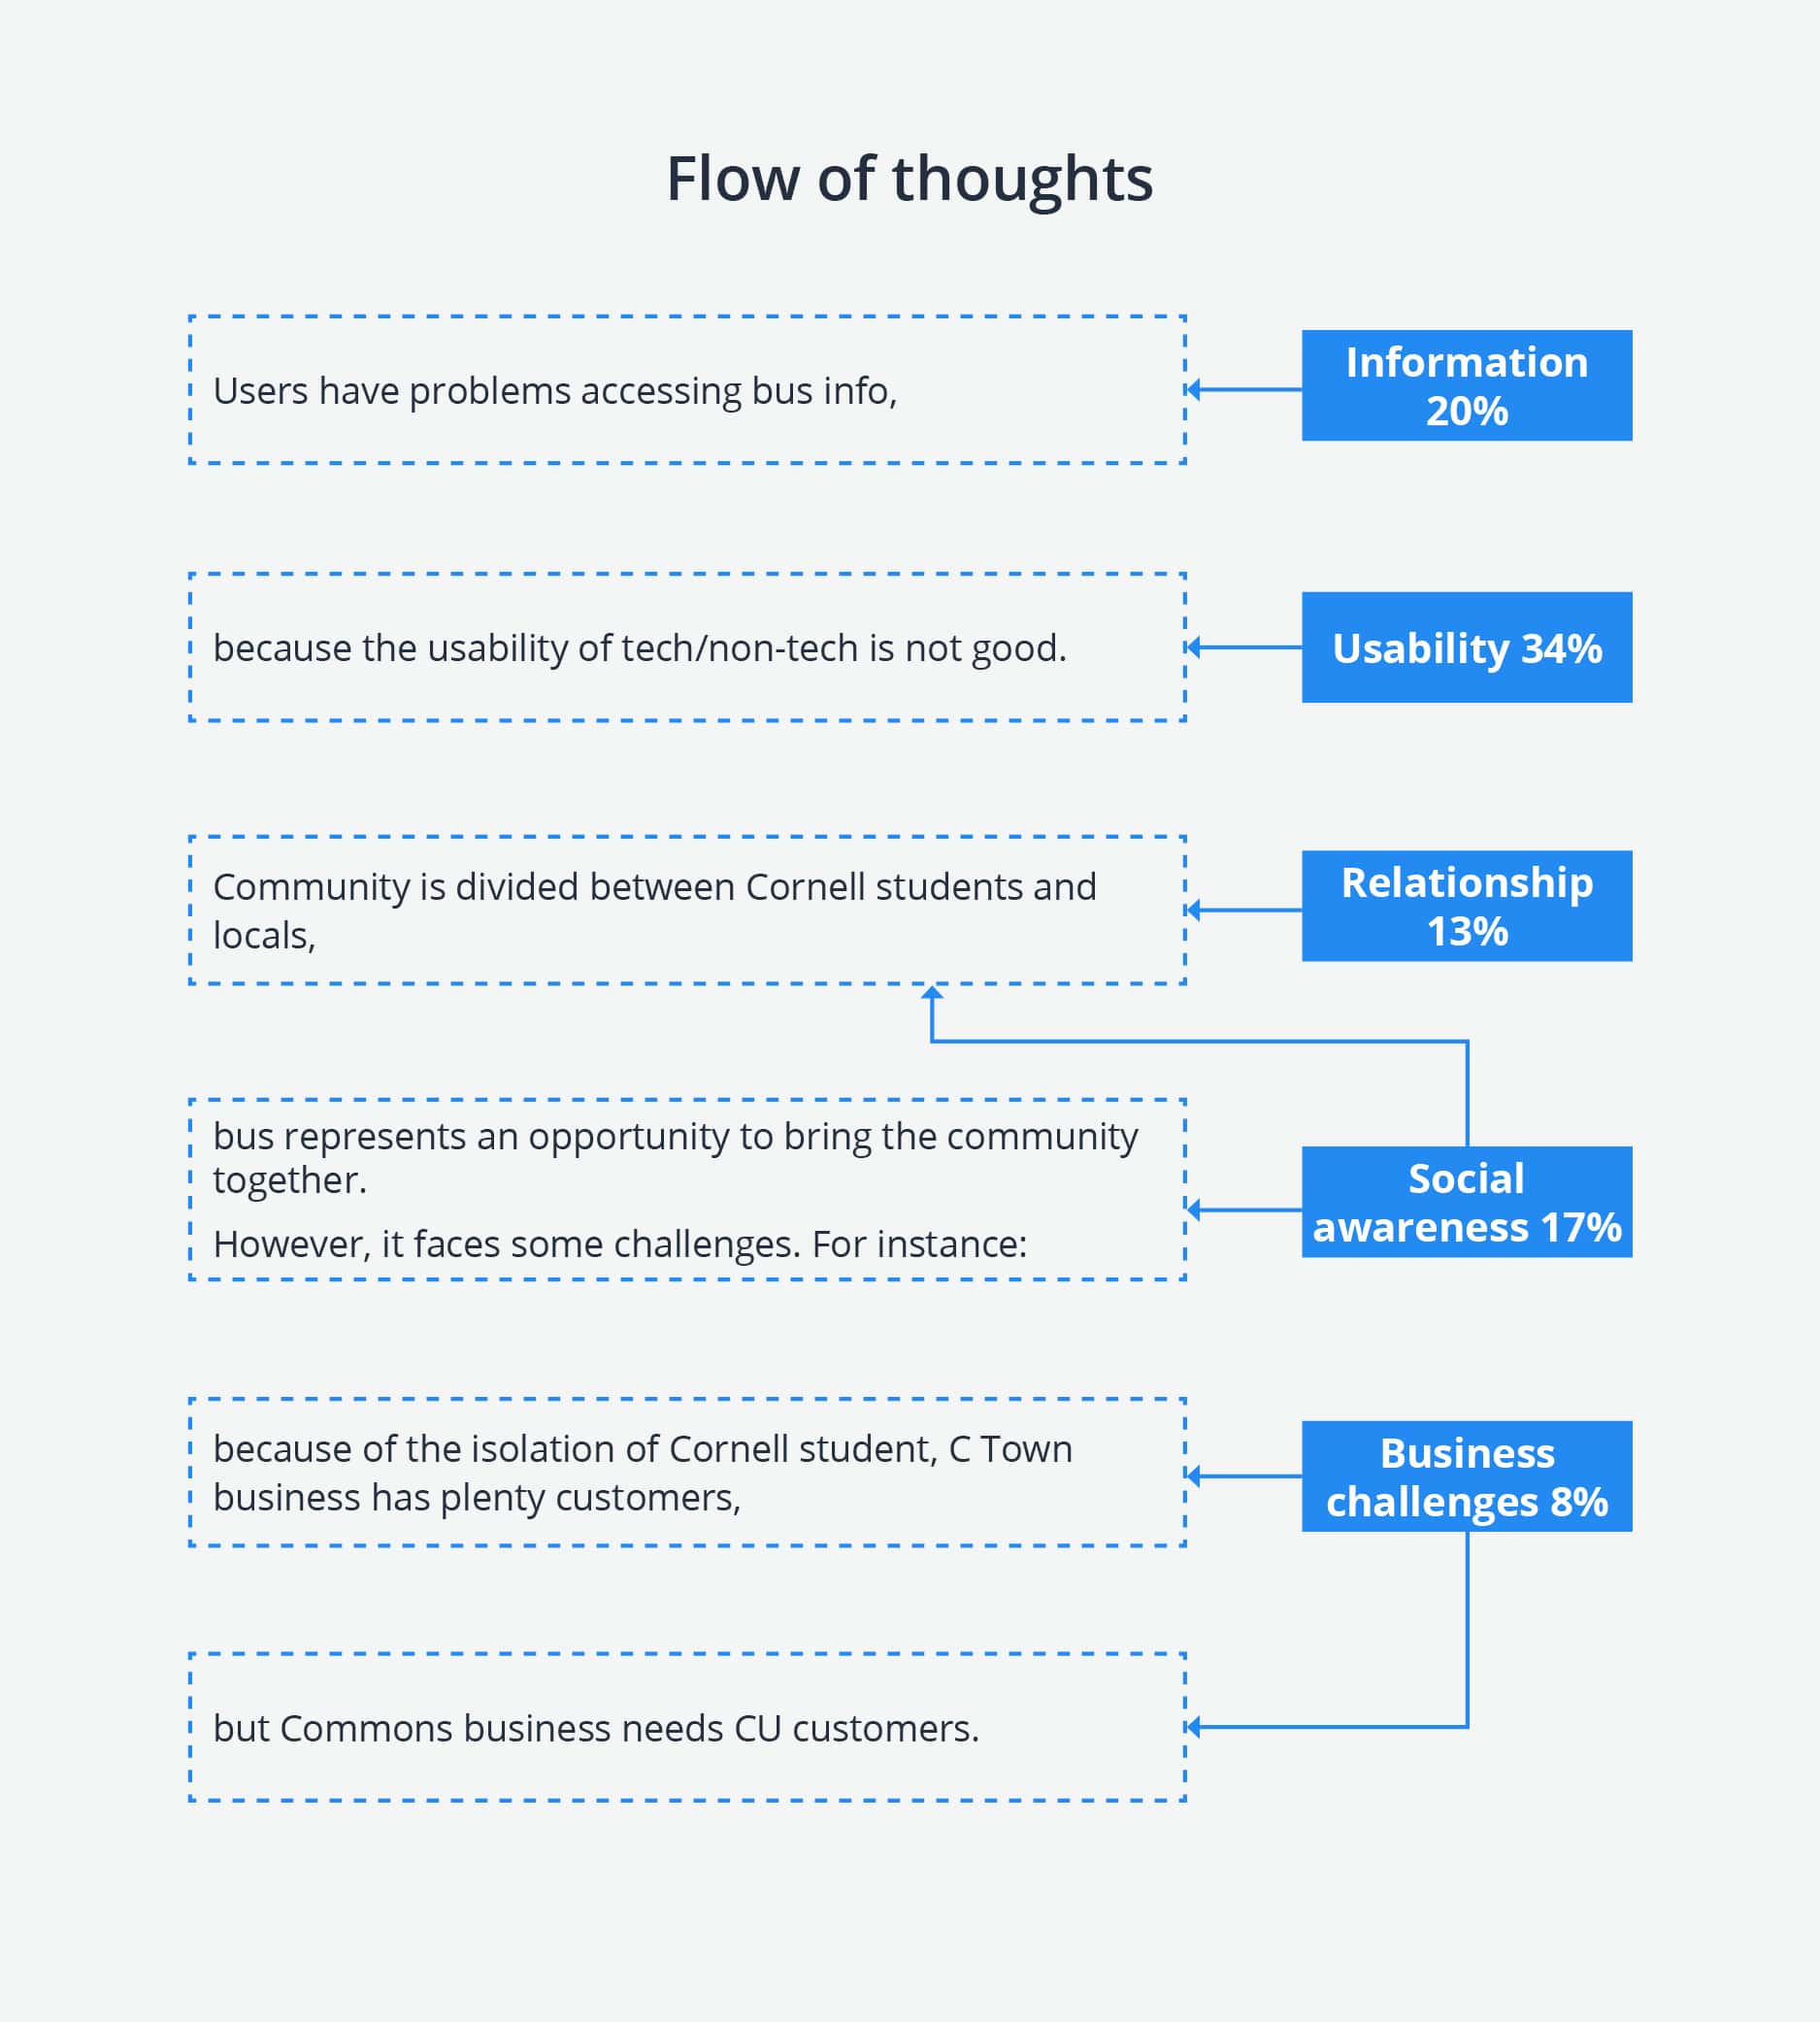 Flow of thoughts
Users have problems accessing bus info,
Information
20%
because the usability of tech/non-tech is not good.
Usability 34%
Community is divided between Cornell students and
locals,
Relationship
13%
bus represents an opportunity to bring the community
together.
However, it faces some challenges. For instance:
Social
awareness 17%
because of the isolation of Cornell student, C Town
business has plenty customers,
Business
challenges 8%
but Commons business needs CU customers.